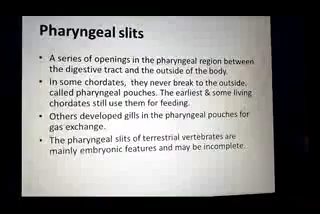 Pharyngeal slits
• A series of openings in the pharyngeal region between
the digestive tract and the outside of the body.
• In some chordates, they never break to the outside,
called pharyngeal pouches. The earliest & some living
chordates still use them for feeding.
• Others developed gills in the pharyngeal pouches for
gas exchange.
• The pharyngeal slits of terrestrial vertebrates are
mainly embryonic features and may be incomplete.